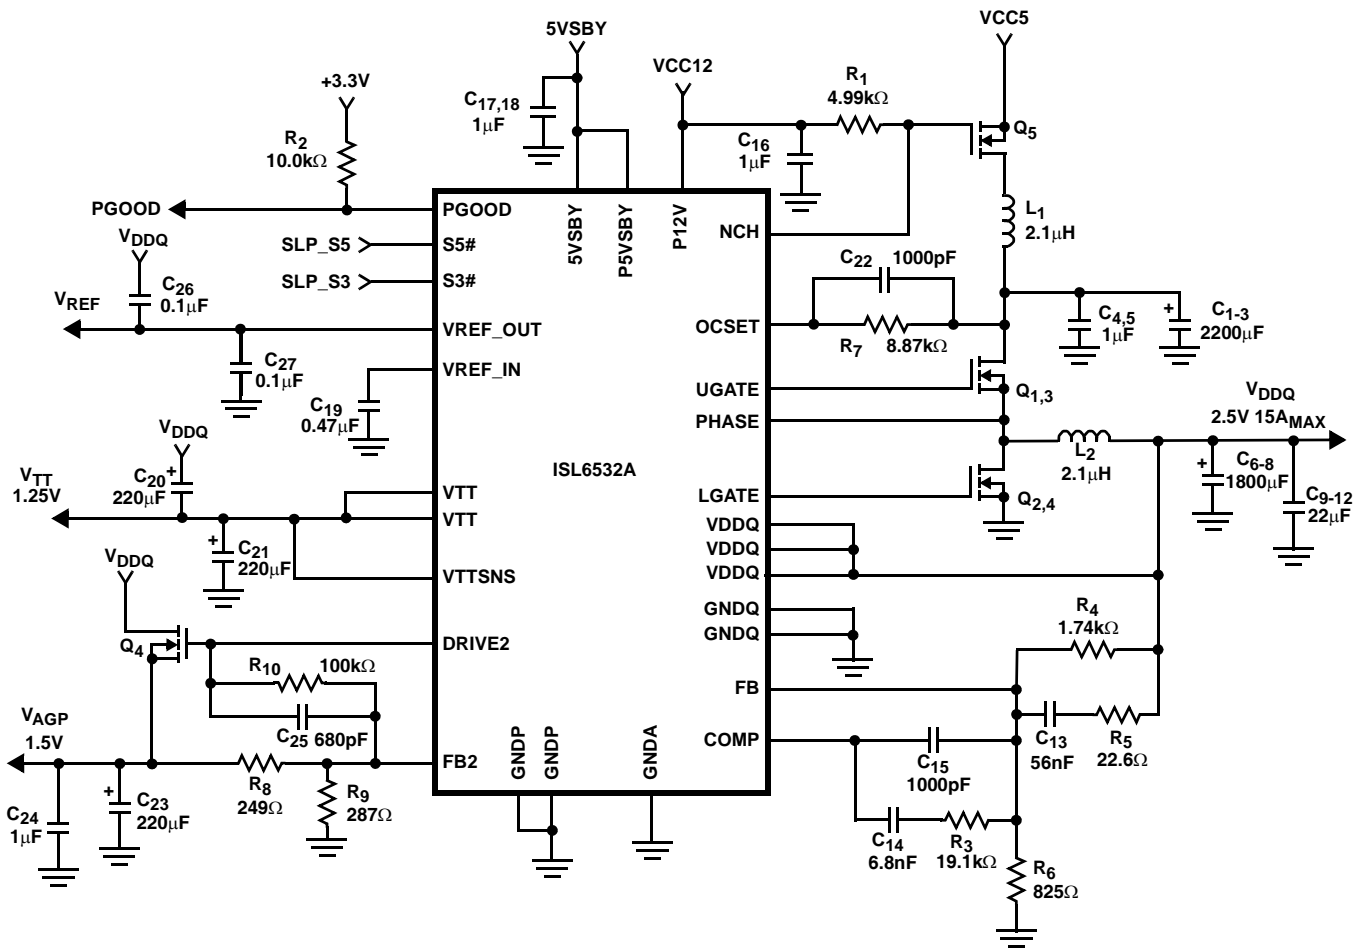 5VSBY
VCC5
VCC12
+3.3V
C17,18
1μF
R1
4.99kΩ
Q5
R2
10.0kΩ
C16
1μF
PGOOD
PGOOD
5VSBY
P5VSBY
P12V
NCH
L1
2.1μH
VDDQ
SLP_S5
S5#
C22
1000pF
SLP_S3
S3#
C26
0.1μF
VREF
VREF_OUT
OCSET
R7
8.87kΩ
C4,5
1μF
C1-3
2200μF
C27
0.1μF
VREF_IN
UGATE
Q1,3
VDDQ
2.5V 15AMAX
C19
0.47μF
PHASE
VDDQ
ISL6532A
L2
2.1μH
C6-8
1800μF
C9-12
22μF
VTT
1.25V
C20
220μF
VTT
VTT
LGATE
Q2,4
VDDQ
VDDQ
VDDQ
C21
220μF
VDDQ
VTTSNS
GNDQ
GNDQ
R4
1.74kΩ
Q4
DRIVE2
R10
100kΩ
FB
C25
680pF
VAGP
1.5V
COMP
C13
56nF
R5
22.6Ω
C15
1000pF
FB2
GNDP
GNDP
GNDA
R8
249Ω
R9
287Ω
C24
1μF
C23
220μF
C14
6.8nF
R3
19.1kΩ
R6
825Ω
+
+
+
+
+